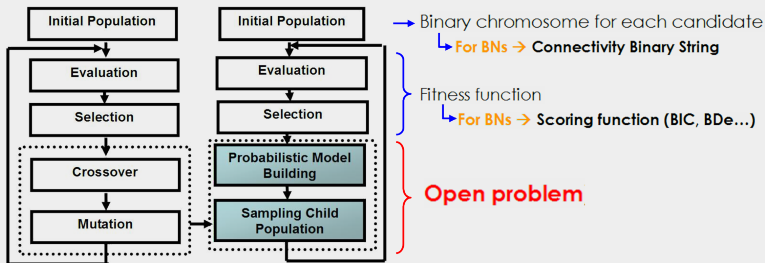 Initial Population
Evaluation
Selection
Crossover
Mutation
Initial Population
Evaluation
Selection
Probabilistic Model
Building
Sampling Child
Population
Binary chromosome for each candidate
For BNs → Connectivity Binary String
Fitness function
For BNs → Scoring function (BIC, BDe...)
Open problem